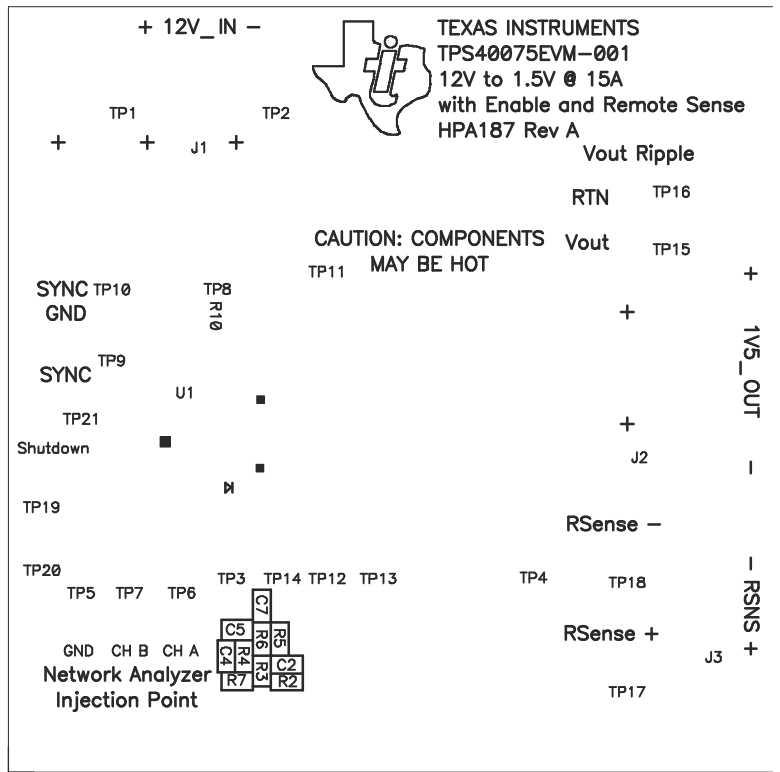 + 12V_IN -
TEXAS INSTRUMENTS
TPS40075EVM-001
12V to 1.5V @ 15A
with Enable and Remote Sense
HPA187 Rev A
TP1
TP2
+ + +
J1
Vout Ripple
RTN
TP16
Vout
TP15
CAUTION: COMPONENTS
MAY BE HOT
TP11
SYNC
GND
TP10
TP8
R10
+
+
1V5_OUT
-
+
+
SYNC
TP9
U1
TP21
Shutdown
J2
TP19
RSense -
TP20
TP5
TP7
TP6
TP3
TP14
TP12
TP13
TP4
TP18
- RSNS +
C7
C5
R6
R5
C4
R4
R3
C2
R7
R2
RSense +
J3
GND
CH B
CH A
Network Analyzer
Injection Point
TP17